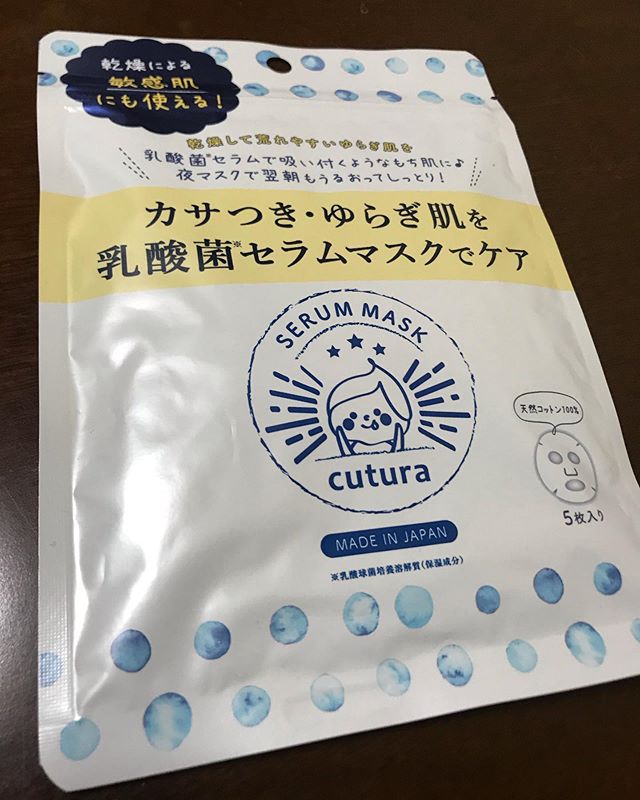 乾燥による
敏感肌
にも使える!
乾燥して荒れやすいゆらぎ肌を
乳酸菌※セラムで吸い付くようなもち肌に♪
夜マスクで翌朝もうるおってしっとり!
カサつき・ゆらぎ肌を
乳酸菌※セラムマスクでケア
SERUM MASK
cutura
天然コットン100%
5枚入り
MADE IN JAPAN
※乳酸球菌培養溶解質(保湿成分)